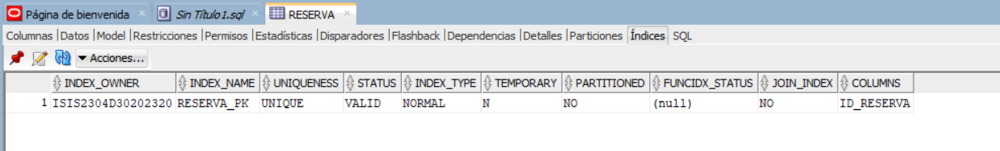 Página de bienvenida × Sin Título1.sql × RESERVA ×
Columnas |Datos |Model |Restricciones |Permisos |Estadísticas |Disparadores |Flashback |Dependencias |Detalles |Particiones |Índices | SQL
Acciones...
INDEX_OWNER INDEX_NAME UNIQUENESS STATUS INDEX_TYPE TEMPORARY PARTITIONED FUNCIDX_STATUS JOIN_INDEX COLUMNS
1 ISIS2304D30202320 RESERVA_PK UNIQUE VALID NORMAL N NO (null) NO ID_RESERVA